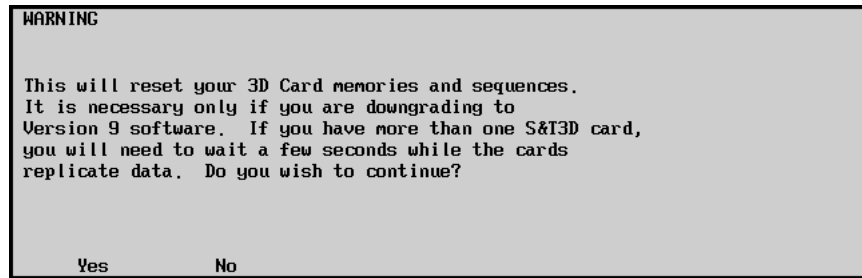 WARNING
This will reset your 3D Card memories and sequences.
It is necessary only if you are downgrading to
Version 9 software. If you have more than one S&T3D card,
you will need to wait a few seconds while the cards
replicate data. Do you wish to continue?
Yes No